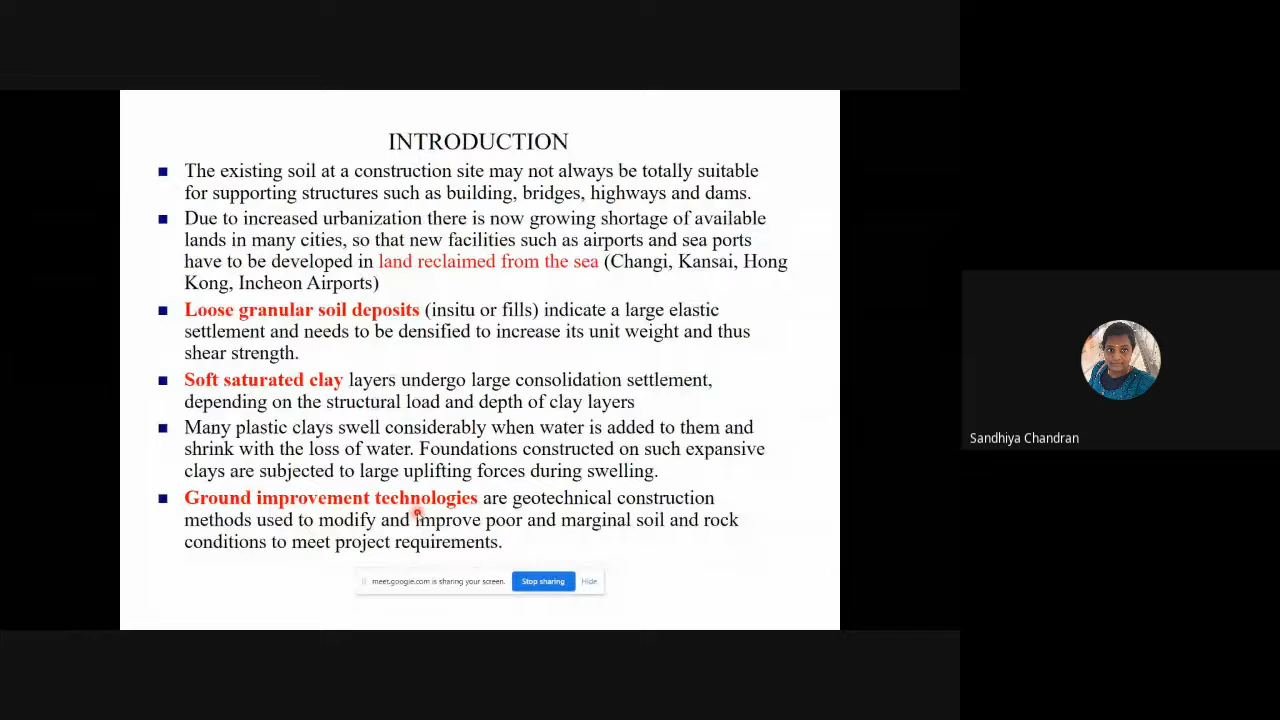 INTRODUCTION
The existing soil at a construction site may not always be totally suitable
for supporting structures such as building, bridges, highways and dams.
Due to increased urbanization there is now growing shortage of available
lands in many cities, so that new facilities such as airports and sea ports
have to be developed in land reclaimed from the sea (Changi, Kansai, Hong
Kong, Incheon Airports)
Loose granular soil deposits (insitu or fills) indicate a large elastic
settlement and needs to be densified to increase its unit weight and thus
shear strength.
Soft saturated clay layers undergo large consolidation settlement,
depending on the structural load and depth of clay layers
Many plastic clays swell considerably when water is added to them and
shrink with the loss of water. Foundations constructed on such expansive
clays are subjected to large uplifting forces during swelling.
Ground improvement technologies are geotechnical construction
methods used to modify and improve poor and marginal soil and rock
conditions to meet project requirements.
meet.google.com is sharing your screen. Stop sharing Hide
Sandhiya Chandran